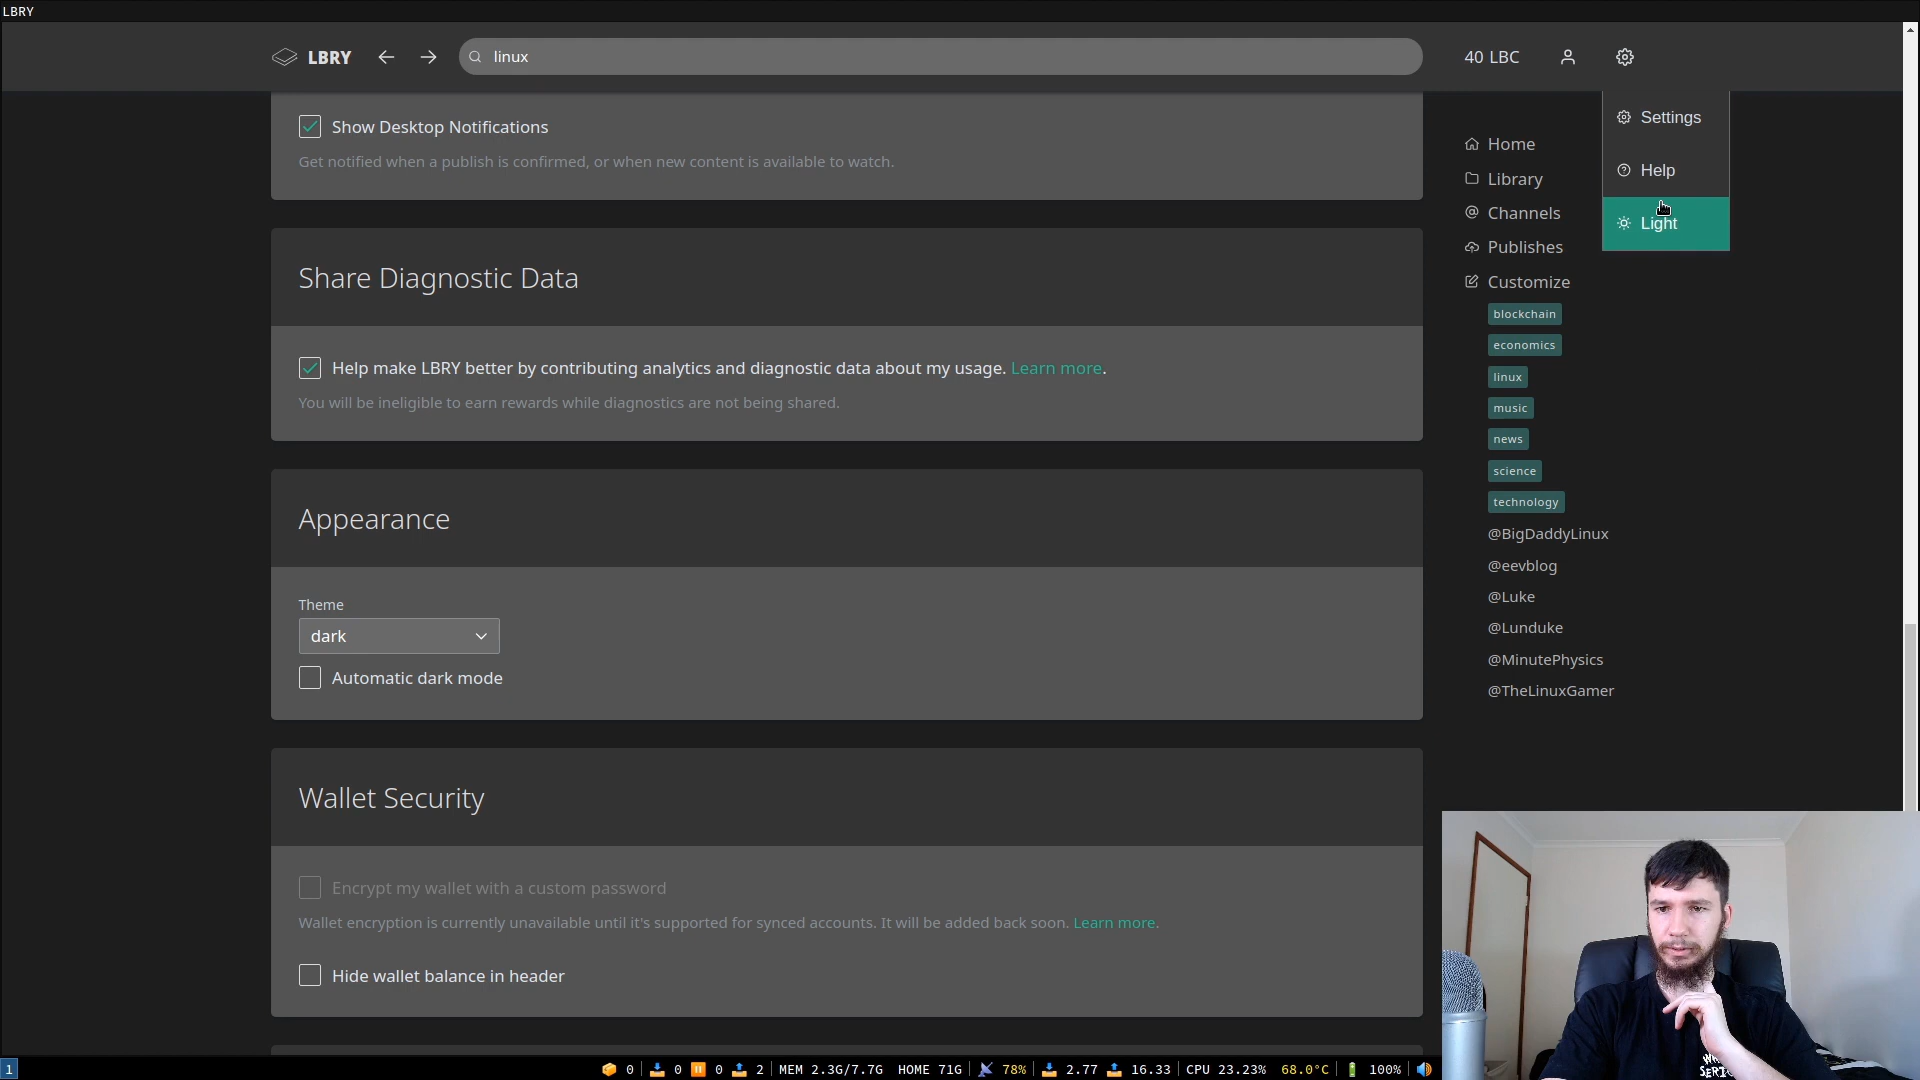 LBRY
LBRY
linux
40 LBC
Settings
Help
Light
Show Desktop Notifications
Get notified when a publish is confirmed, or when new content is available to watch.
Share Diagnostic Data
Help make LBRY better by contributing analytics and diagnostic data about my usage. Learn more.
You will be ineligible to earn rewards while diagnostics are not being shared.
Appearance
Theme
dark
Automatic dark mode
Wallet Security
Encrypt my wallet with a custom password
Wallet encryption is currently unavailable until it's supported for synced accounts. It will be added back soon. Learn more.
Hide wallet balance in header
Home
Library
Channels
Publishes
Customize
blockchain
economics
linux
music
news
science
technology
@BigDaddyLinux
@eevblog
@Luke
@Lunduke
@MinutePhysics
@TheLinuxGamer
1
0 | 0 0 2 | MEM 2.3G/7.7G HOME 71G | 78% | 2.77 16.33 | CPU 23.23% 68.0°C | 100% |